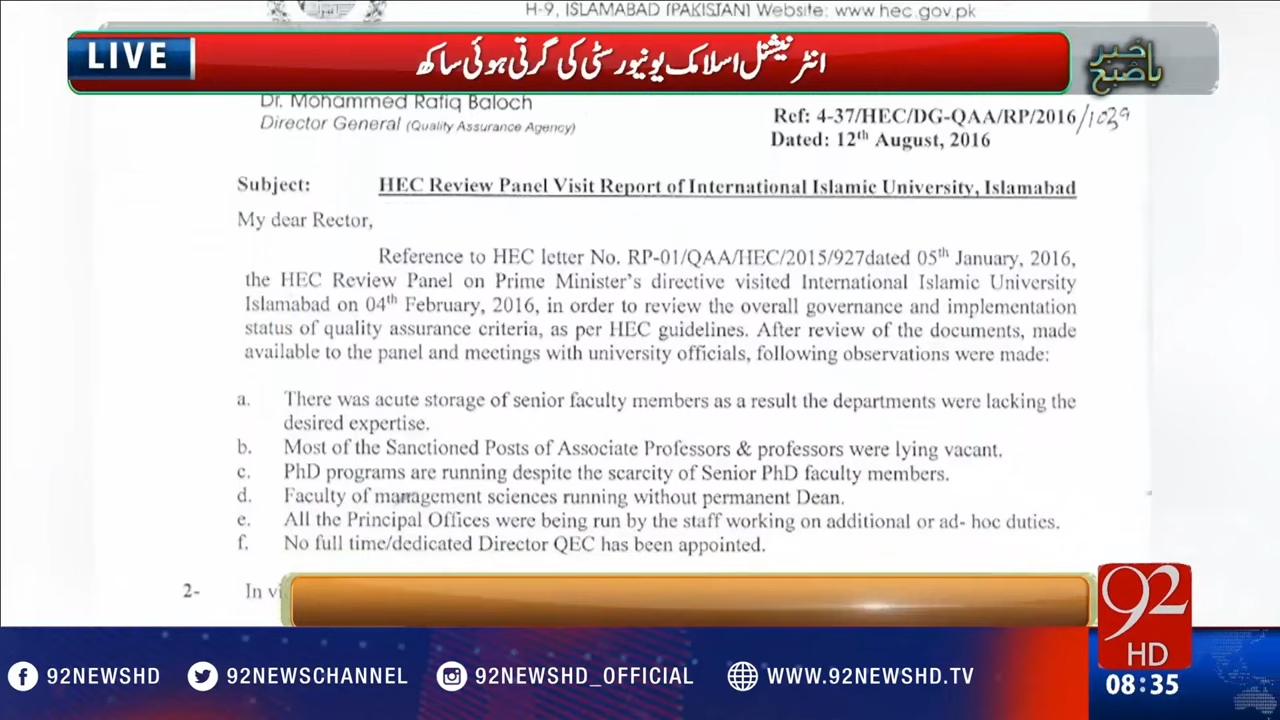 H-9, ISLAMABAD [PAKISTAN] Website: www.hec.gov.pk
LIVE
انٹرنیشنل اسلامک یونیورسٹی کی گرتی ہوئی ساکھ
باخبر صبح
Dr. Mohammed Rafiq Baloch
Director General (Quality Assurance Agency)
Ref: 4-37/HEC/DG-QAA/RP/2016/1039
Dated: 12th August, 2016
Subject: HEC Review Panel Visit Report of International Islamic University, Islamabad
My dear Rector,
Reference to HEC letter No. RP-01/QAA/HEC/2015/927dated 05th January, 2016,
the HEC Review Panel on Prime Minister's directive visited International Islamic University
Islamabad on 04th February, 2016, in order to review the overall governance and implementation
status of quality assurance criteria, as per HEC guidelines. After review of the documents, made
available to the panel and meetings with university officials, following observations were made:
a. There was acute storage of senior faculty members as a result the departments were lacking the
desired expertise.
b. Most of the Sanctioned Posts of Associate Professors & professors were lying vacant.
c. PhD programs are running despite the scarcity of Senior PhD faculty members.
d. Faculty of management sciences running without permanent Dean.
e. All the Principal Offices were being run by the staff working on additional or ad- hoc duties.
f. No full time/dedicated Director QEC has been appointed.
2- In
92
HD
08:35
92NEWSHD
92NEWSCHANNEL
92NEWSHD_OFFICIAL
WWW.92NEWSHD.TV